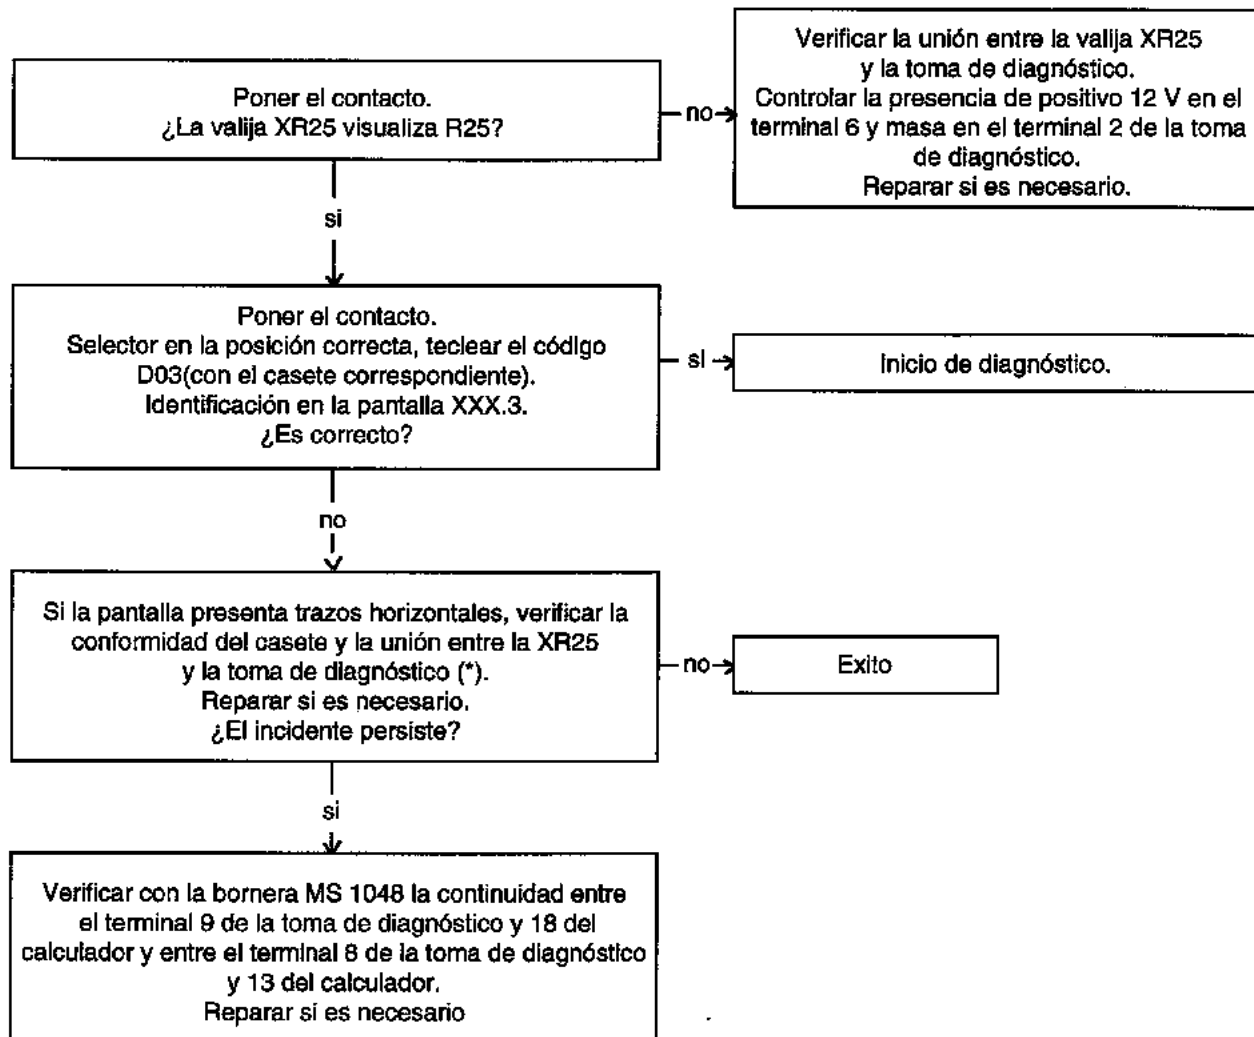 Poner el contacto.
¿La valija XR25 visualiza R25?
no
Verificar la unión entre la valija XR25
y la toma de diagnóstico.
Controlar la presencia de positivo 12 V en el
terminal 6 y masa en el terminal 2 de la toma
de diagnóstico.
Reparar si es necesario.
si
Poner el contacto.
Selector en la posición correcta, teclear el código
D03(con el casete correspondiente).
Identificación en la pantalla XXX.3.
¿Es correcto?
si
Inicio de diagnóstico.
no
Si la pantalla presenta trazos horizontales, verificar la
conformidad del casete y la unión entre la XR25
y la toma de diagnóstico (*).
Reparar si es necesario.
¿El incidente persiste?
no
Exito
si
Verificar con la bornera MS 1048 la continuidad entre
el terminal 9 de la toma de diagnóstico y 18 del
calculador y entre el terminal 8 de la toma de diagnóstico
y 13 del calculador.
Reparar si es necesario